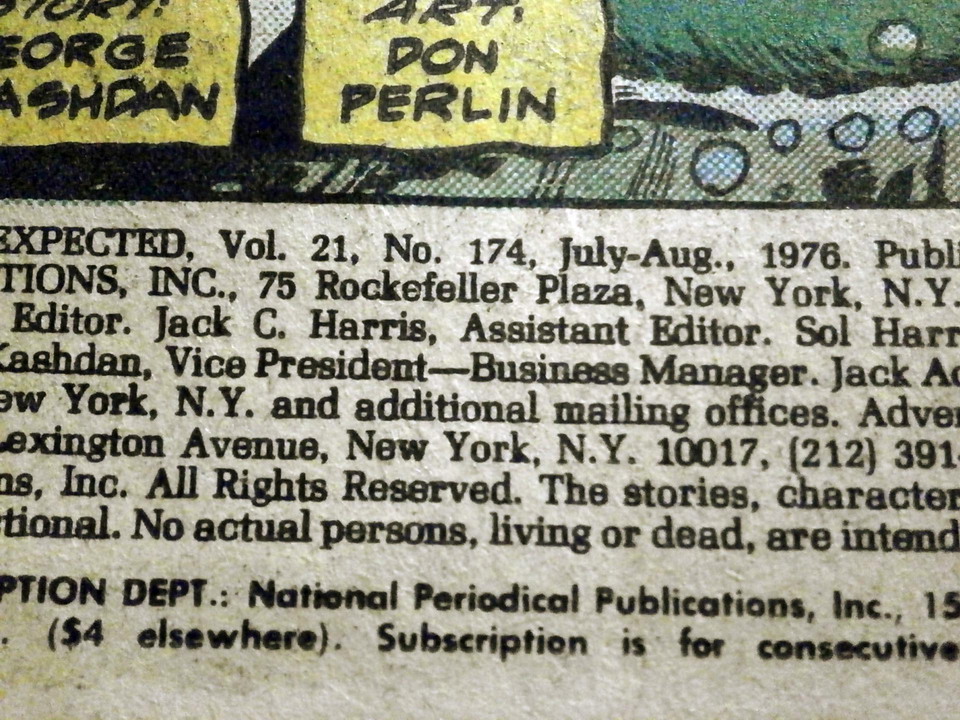 STORY:
EORGE
ASHDAN
ART:
DON
PERLIN
EXPECTED, Vol. 21, No. 174, July-Aug., 1976. Publi
TIONS, INC., 75 Rockefeller Plaza, New York, N.Y.
Editor. Jack C. Harris, Assistant Editor. Sol Harr
Kashdan, Vice President—Business Manager. Jack Ad
ew York, N.Y. and additional mailing offices. Adver
Lexington Avenue, New York, N.Y. 10017, (212) 391-
ns, Inc. All Rights Reserved. The stories, character
ctional. No actual persons, living or dead, are intend
PTION DEPT.: National Periodical Publications, Inc., 15
. ($4 elsewhere). Subscription is for consecutive